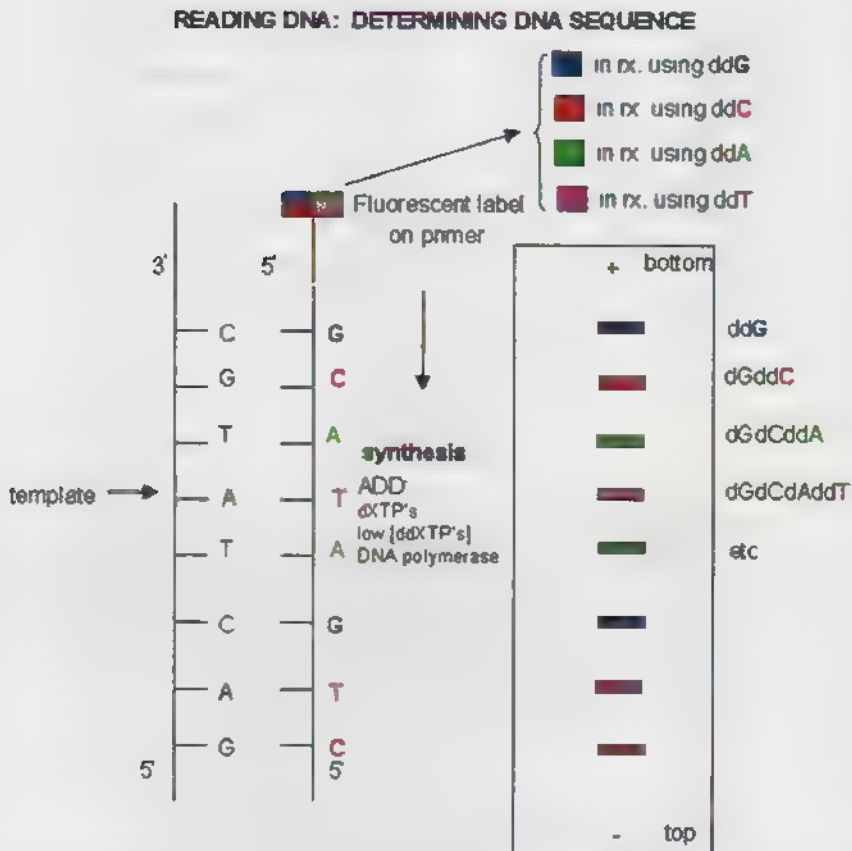 READING DNA: DETERMINING DNA SEQUENCE
in rx. using ddG
in rx using ddC
in rx using ddA
in rx. using ddT
Fluorescent label
on primer
3'
5'
+ bottom
C
G
G
C
T
A
A
T
T
A
C
G
A
T
G
C
template
synthesis
ADD
dXTP's
low [ddXTP's]
DNA polymerase
ddG
dGddC
dGdCddA
dGdCdAddT
etc
5'
5'
- top